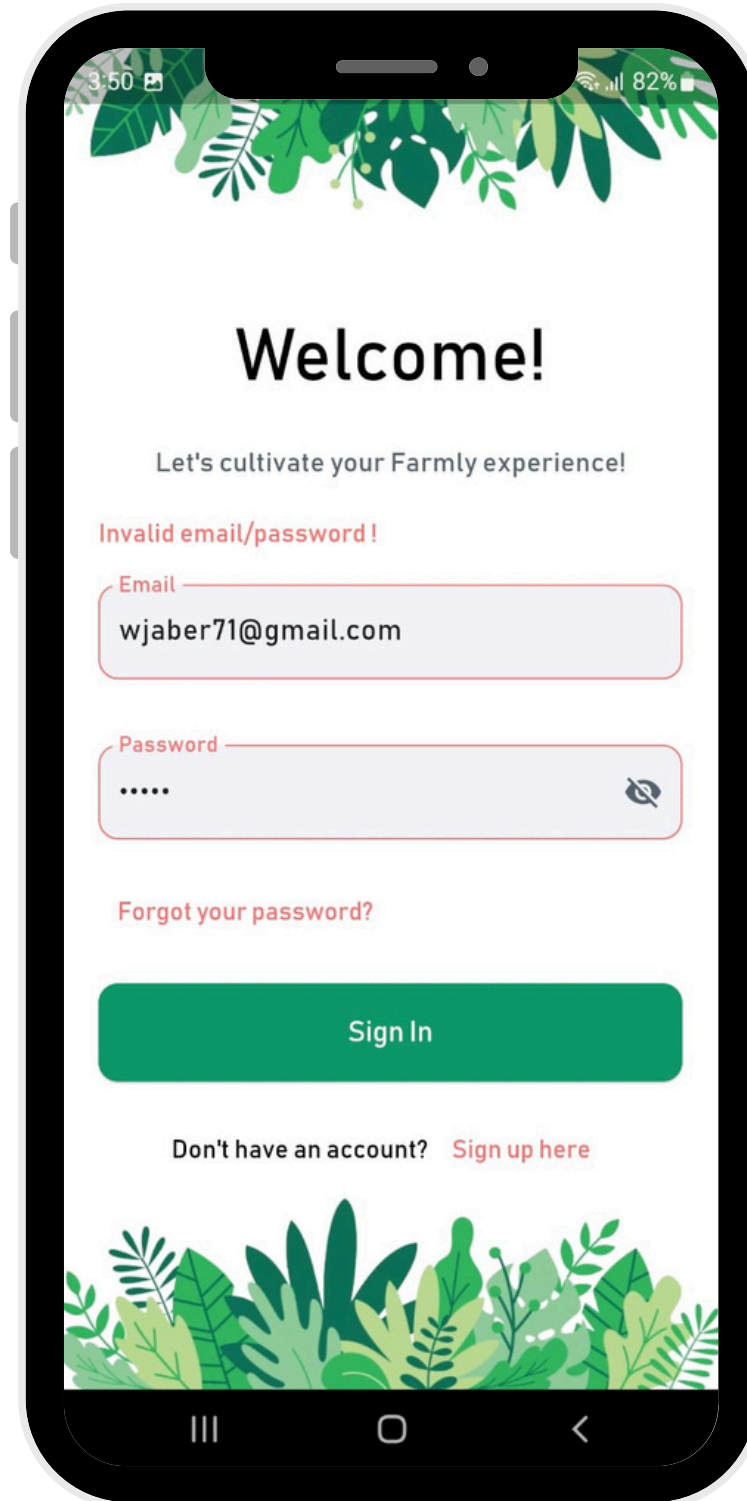 3:50 82%
Welcome!
Let's cultivate your Farmly experience!
Invalid email/password !
Email
wjaber71@gmail.com
Password
•••••
Forgot your password?
Sign In
Don't have an account? Sign up here